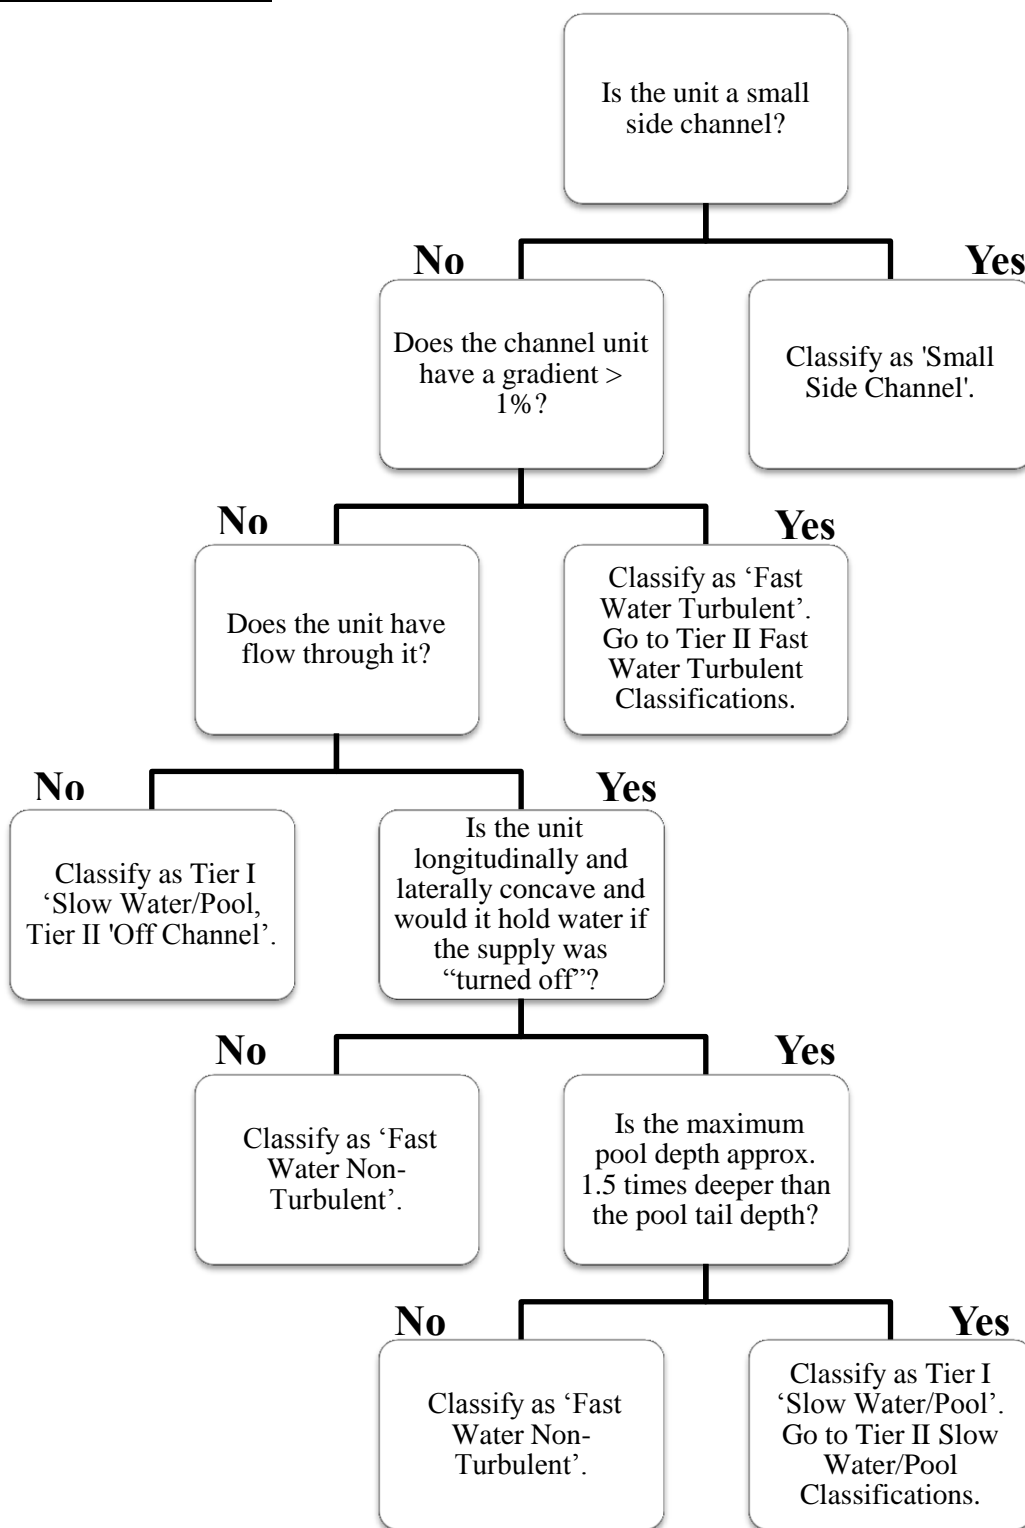 Is the unit a small
side channel?
No
Yes
Does the channel unit
have a gradient >
1%?
Classify as 'Small
Side Channel'.
No
Yes
Does the unit have
flow through it?
Classify as ‘Fast
Water Turbulent’.
Go to Tier II Fast
Water Turbulent
Classifications.
No
Yes
Classify as Tier I
‘Slow Water/Pool,
Tier II 'Off Channel’.
Is the unit
longitudinally and
laterally concave and
would it hold water if
the supply was
“turned off”?
No
Yes
Classify as ‘Fast
Water Non-
Turbulent’.
Is the maximum
pool depth approx.
1.5 times deeper than
the pool tail depth?
No
Yes
Classify as ‘Fast
Water Non-
Turbulent’.
Classify as Tier I
‘Slow Water/Pool’.
Go to Tier II Slow
Water/Pool
Classifications.